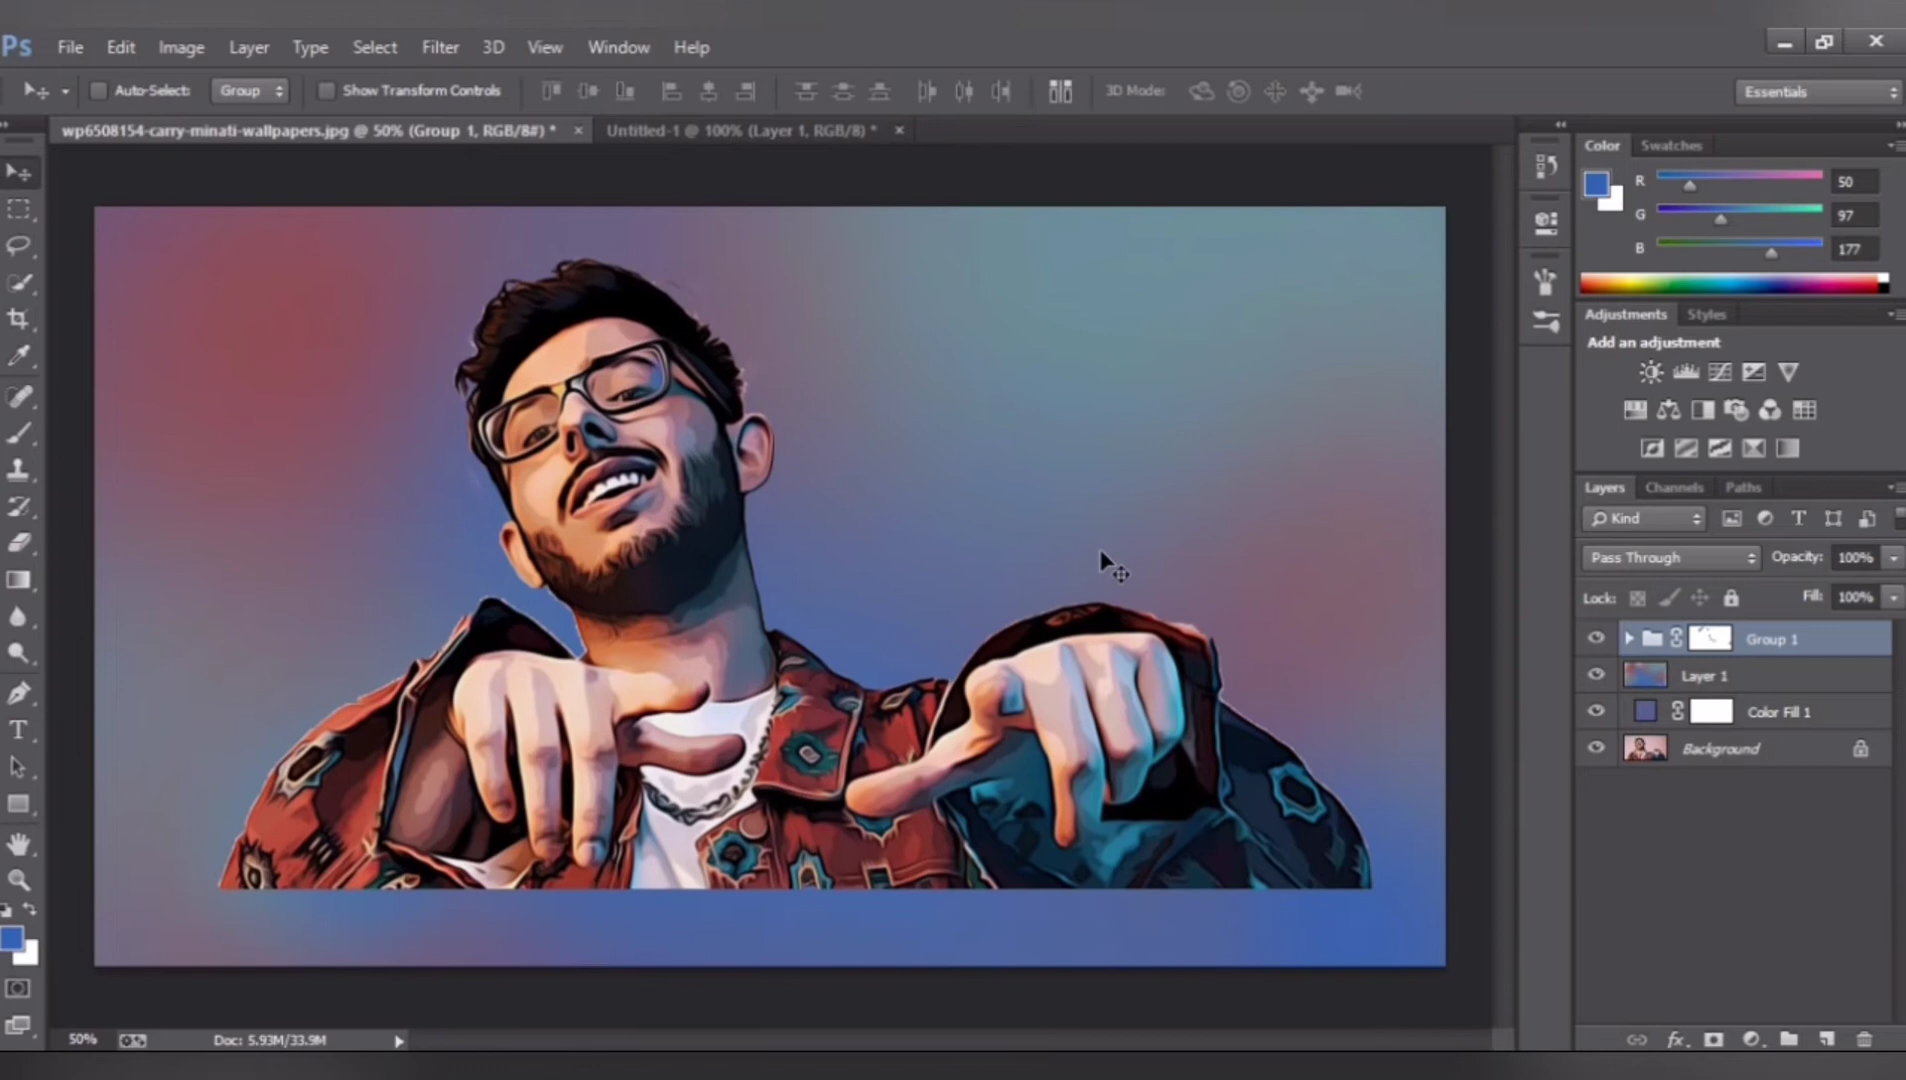 Ps File Edit Image Layer Type Select Filter 3D View Window Help
Auto-Select: Group Show Transform Controls 3D Mode: Essentials
wp6508154-carry-minati-wallpapers.jpg @ 50% (Group 1, RGB/8#) * × Untitled-1 @ 100% (Layer 1, RGB/8) * ×
Color Swatches
R 50
G 97
B 177
Adjustments Styles
Add an adjustment
Layers Channels Paths
Kind
Pass Through Opacity: 100%
Lock: Fill: 100%
Group 1
Layer 1
Color Fill 1
Background
50% Doc: 5.93M/33.9M